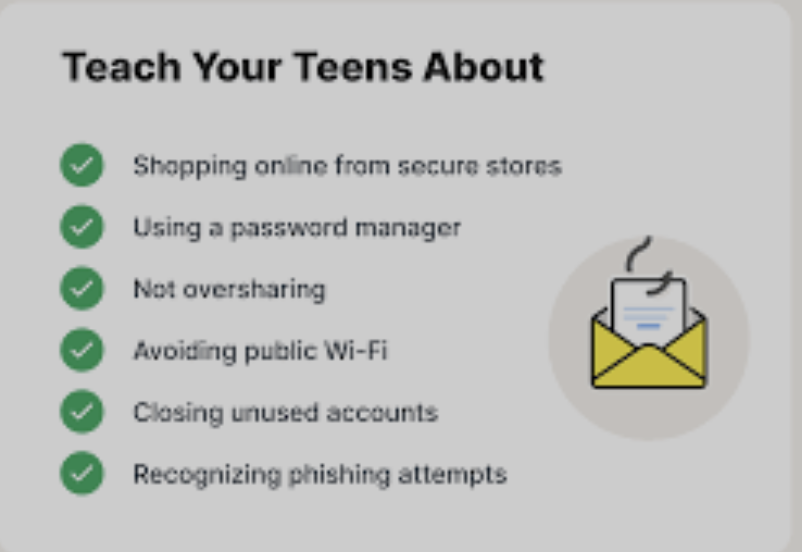 Teach Your Teens About
Shopping online from secure stores
Using a password manager
Not oversharing
Avoiding public Wi-Fi
Closing unused accounts
Recognizing phishing attempts